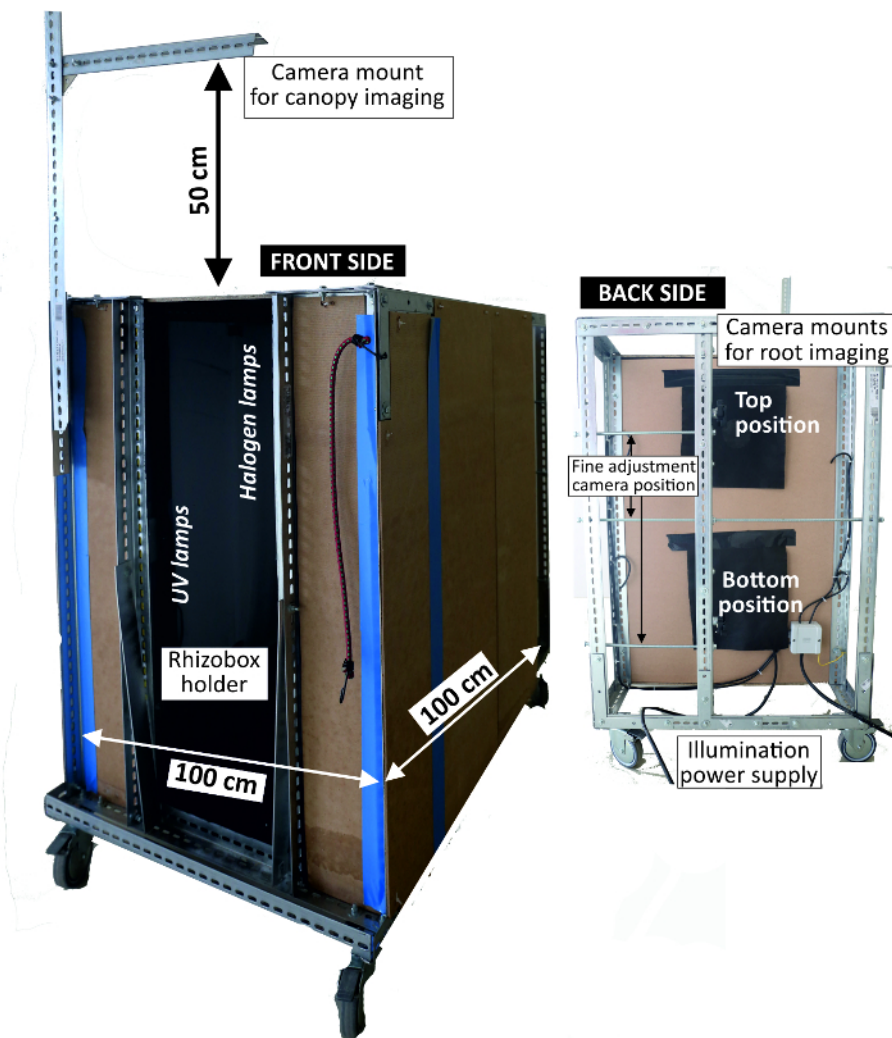 Camera mount
for canopy imaging
50 cm
FRONT SIDE
Halogen lamps
UV lamps
Rhizobox
holder
100 cm
100 cm
BACK SIDE
Camera mounts
for root imaging
Top
position
Fine adjustment
camera position
Bottom
position
Illumination
power supply